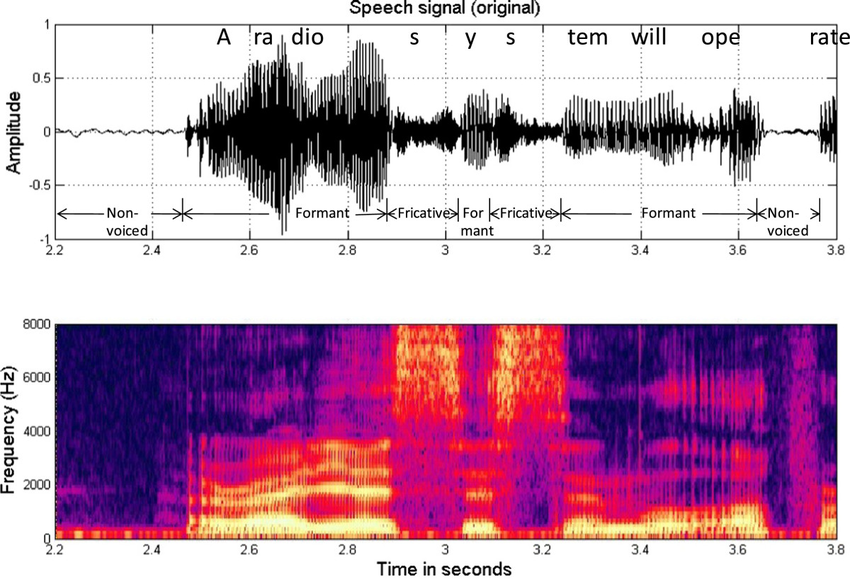 Speech signal (original)
A ra dio s y s tem will ope rate
1
0.5
0
-0.5
-1
Amplitude
Non-
voiced
Formant
Fricative
For
mant
Fricative
Formant
Non-
voiced
2.2 2.4 2.6 2.8 3 3.2 3.4 3.6 3.8
8000
6000
4000
2000
0
Frequency (Hz)
2.2 2.4 2.6 2.8 3 3.2 3.4 3.6 3.8
Time in seconds